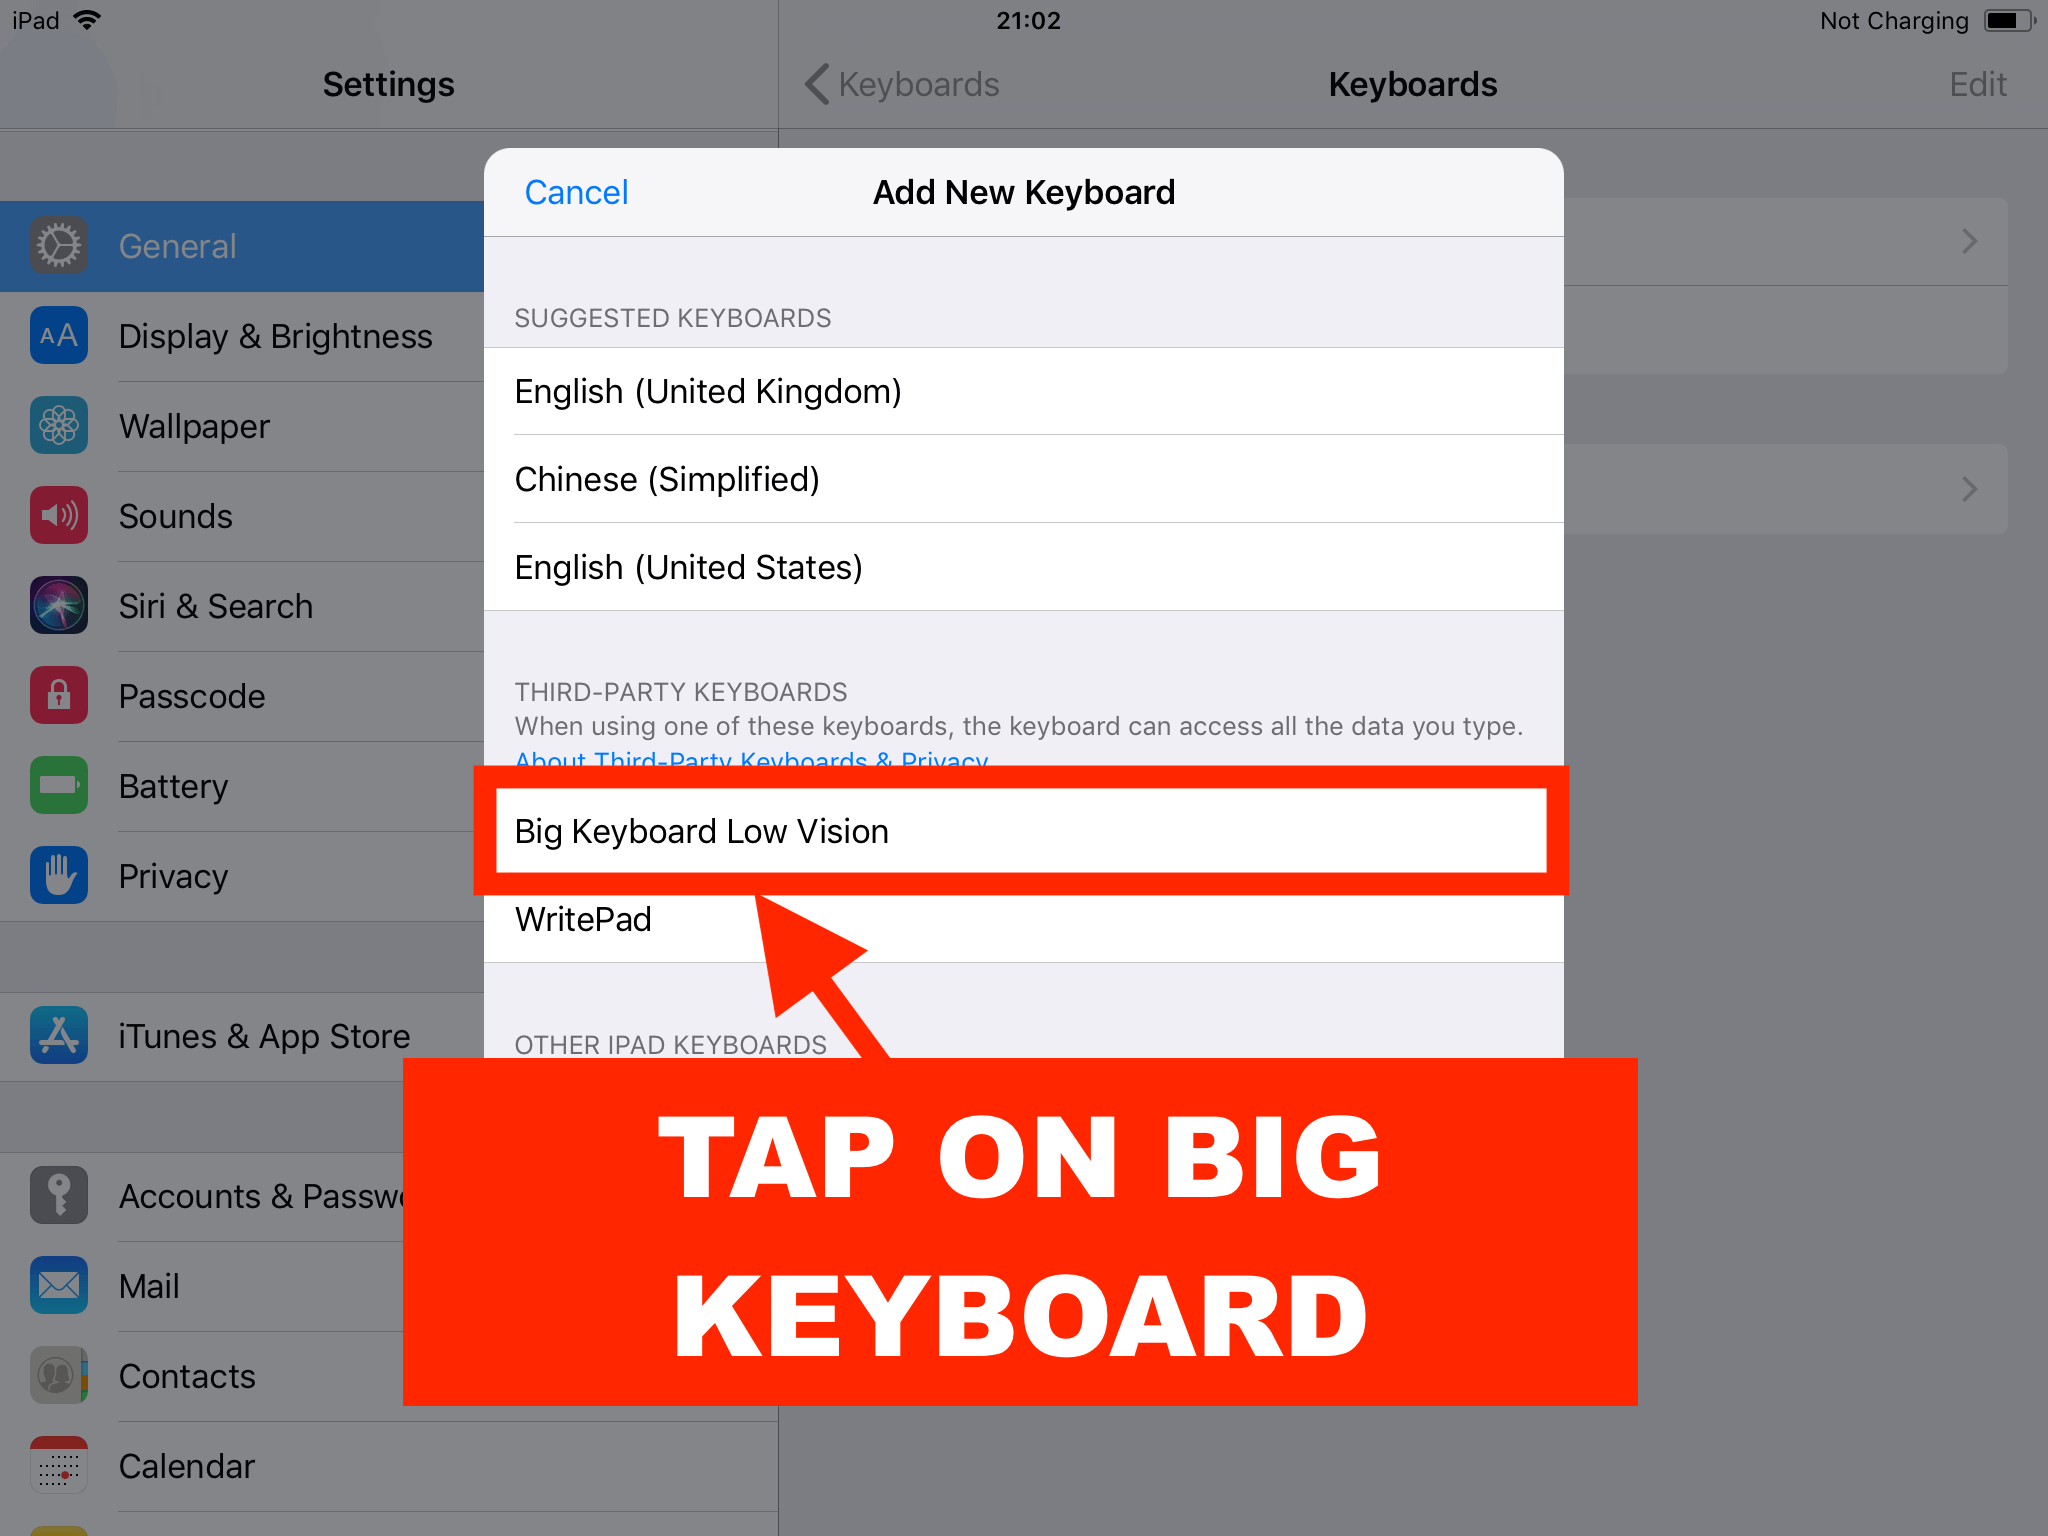 iPad
21:02
Not Charging
Settings
Keyboards
Keyboards
Edit
General
Display & Brightness
Wallpaper
Sounds
Siri & Search
Passcode
Battery
Privacy
iTunes & App Store
Accounts & Passw
Mail
Contacts
Calendar
Cancel
Add New Keyboard
SUGGESTED KEYBOARDS
English (United Kingdom)
Chinese (Simplified)
English (United States)
THIRD-PARTY KEYBOARDS
When using one of these keyboards, the keyboard can access all the data you type.
About Third-Party Keyboards & Privacy
Big Keyboard Low Vision
WritePad
OTHER IPAD KEYBOARDS
TAP ON BIG
KEYBOARD